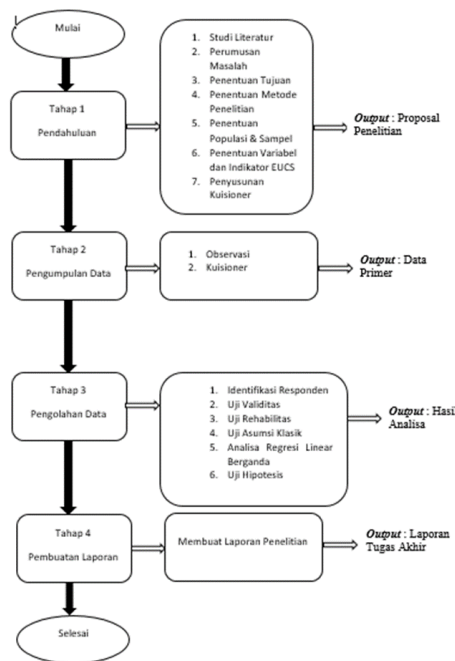 Mulai
Tahap 1
Pendahuluan
1. Studi Literatur
2. Perumusan
Masalah
3. Penentuan Tujuan
4. Penentuan Metode
Penelitian
5. Penentuan
Populasi & Sampel
6. Penentuan Variabel
dan Indikator EUCS
7. Penyusunan
Kuisioner
Output : Proposal
Penelitian
Tahap 2
Pengumpulan Data
1. Observasi
2. Kuisioner
Output : Data
Primer
Tahap 3
Pengolahan Data
1. Identifikasi Responden
2. Uji Validitas
3. Uji Rehabilitas
4. Uji Asumsi Klasik
5. Analisa Regresi Linear
Berganda
6. Uji Hipotesis
Output : Hasil
Analisa
Tahap 4
Pembuatan Laporan
Membuat Laporan Penelitian
Output : Laporan
Tugas Akhir
Selesai